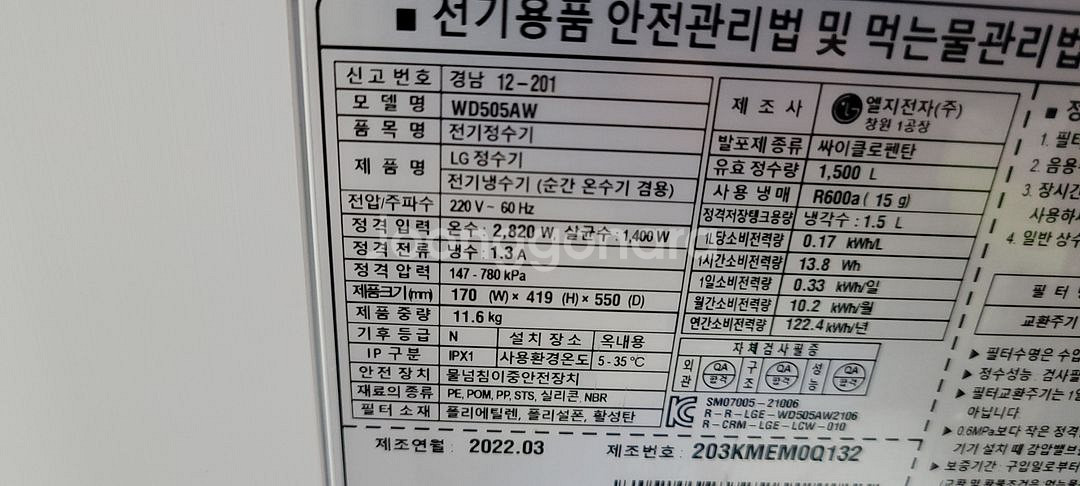 ■ 전기용품 안전관리법 및 먹는물관리법
신고번호 경남 12-201
모델명 WD505AW
품목명 전기정수기
제품명 LG 정수기
전기냉수기 (순간 온수기 겸용)
전압/주파수 220 V ~ 60 Hz
정격입력 온수 : 2,820 W, 살균수 : 1,400 W
정격전류 냉수 : 1.3 A
정격압력 147 - 780 kPa
제품크기(mm) 170 (W)× 419 (H)× 550 (D)
제품중량 11.6 kg
기후등급 N 설치장소 옥내용
IP 구분 IPX1 사용환경온도 5-35 ℃
안전장치 물넘침이중안전장치
재료의 종류 PE, POM, PP, STS, 실리콘, NBR
필터소재 폴리에틸렌, 폴리설폰, 활성탄
제조사 LG 엘지전자(주)
창원 1공장
발포제 종류 싸이클로펜탄
유효 정수량 1,500 L
사용냉매 R600a ( 15 g)
정격저장탱크용량 냉각수 : 1.5 L
1L당소비전력량 0.17 kWh/L
1시간소비전력량 13.8 Wh
1일소비전력량 0.33 kWh/일
월간소비전력량 10.2 kWh/월
연간소비전력량 122.4 kWh/년
자체검사필증
외관 QA 합격 구조 QA 합격 성능 QA 합격
SM07005-21006
R-R-LGE-WD505AW2106
R-CRM-LGE-LCW-010
제조연월 : 2022.03
제조번호 : 203KMEM0Q132
1. 필터
2. 음용
3. 장시간
사용하시
4. 일반 상수
필터
교환주기
▶ 필터수명은 수압
▶ 정수성능 검사필
▶ 필터교환주기는 1일
아닙니다.
▶ 0.6MPa보다 작은 정격
기기 설치 때 감압밸브
▶ 보증기간 : 구입일로부터
joonggonara